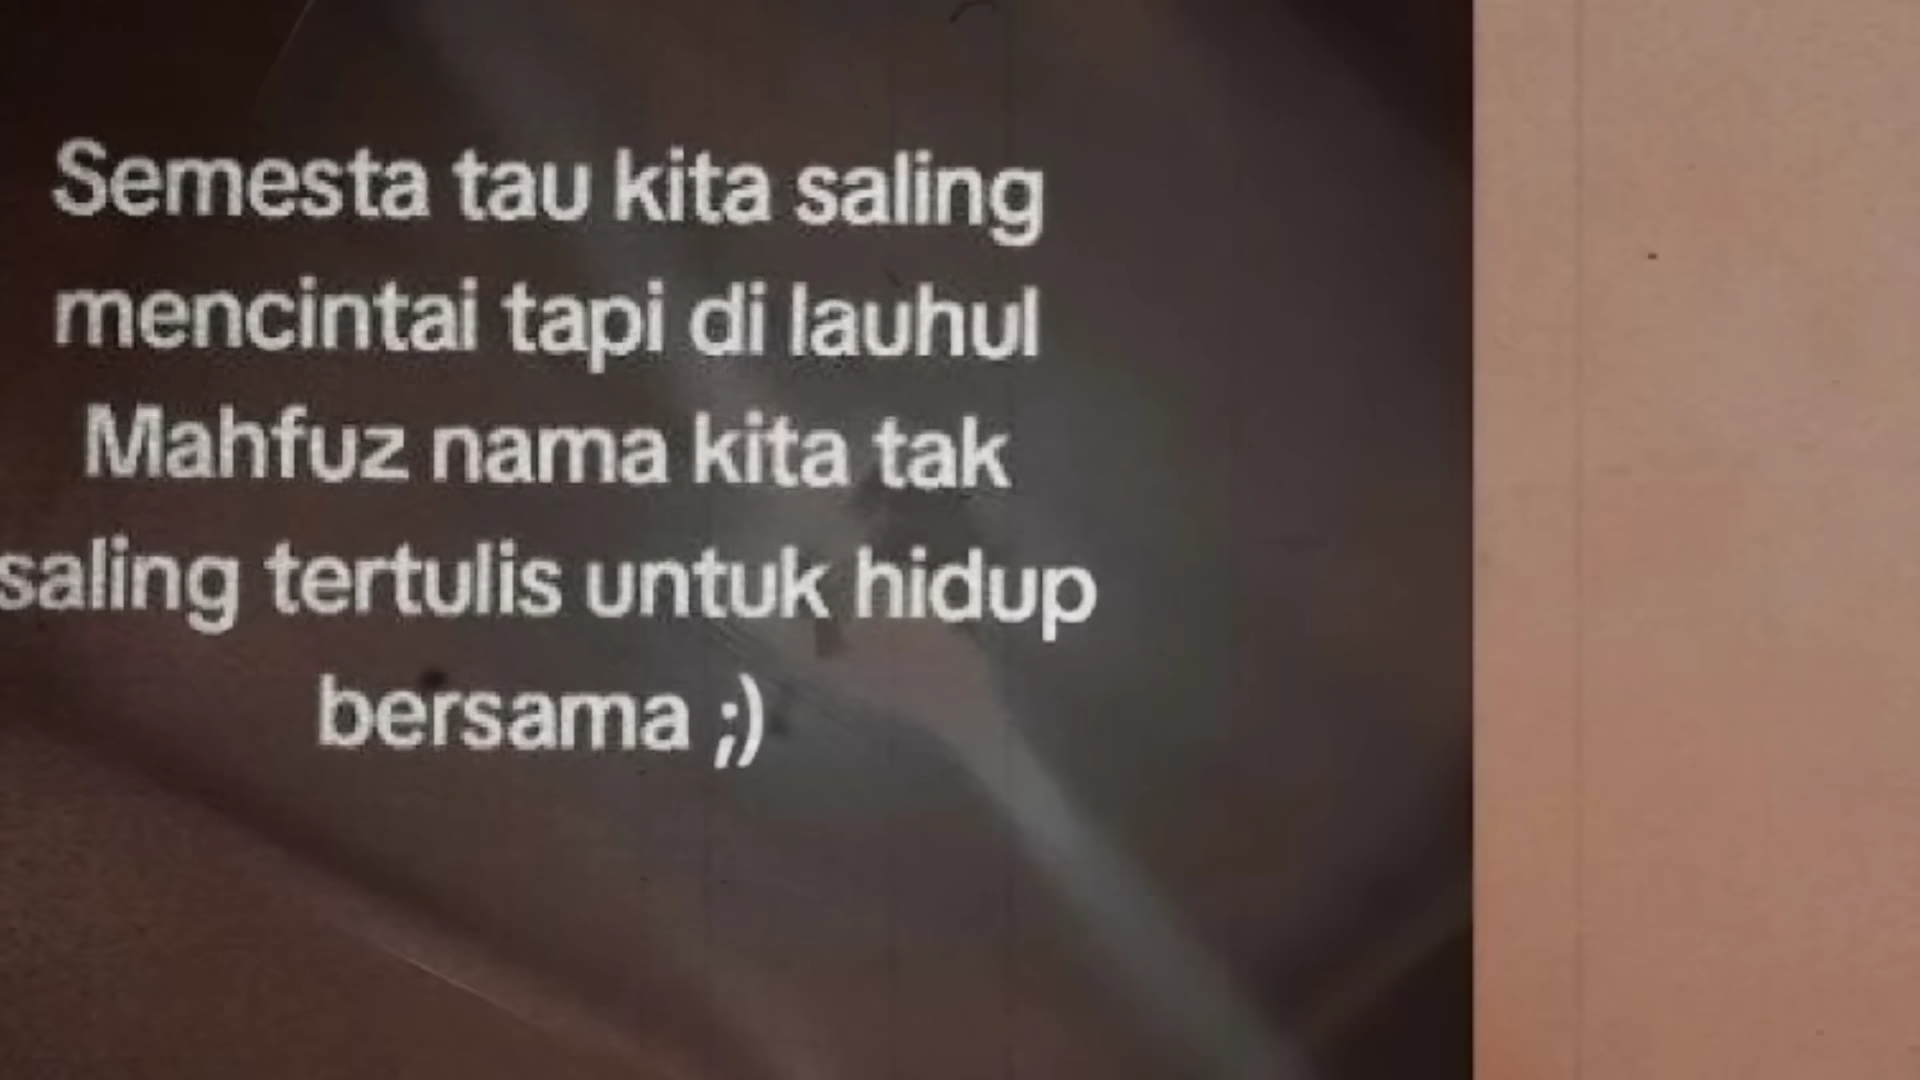 Semesta tau kita saling
mencintai tapi di lauhul
Mahfuz nama kita tak
saling tertulis untuk hidup
bersama ;)